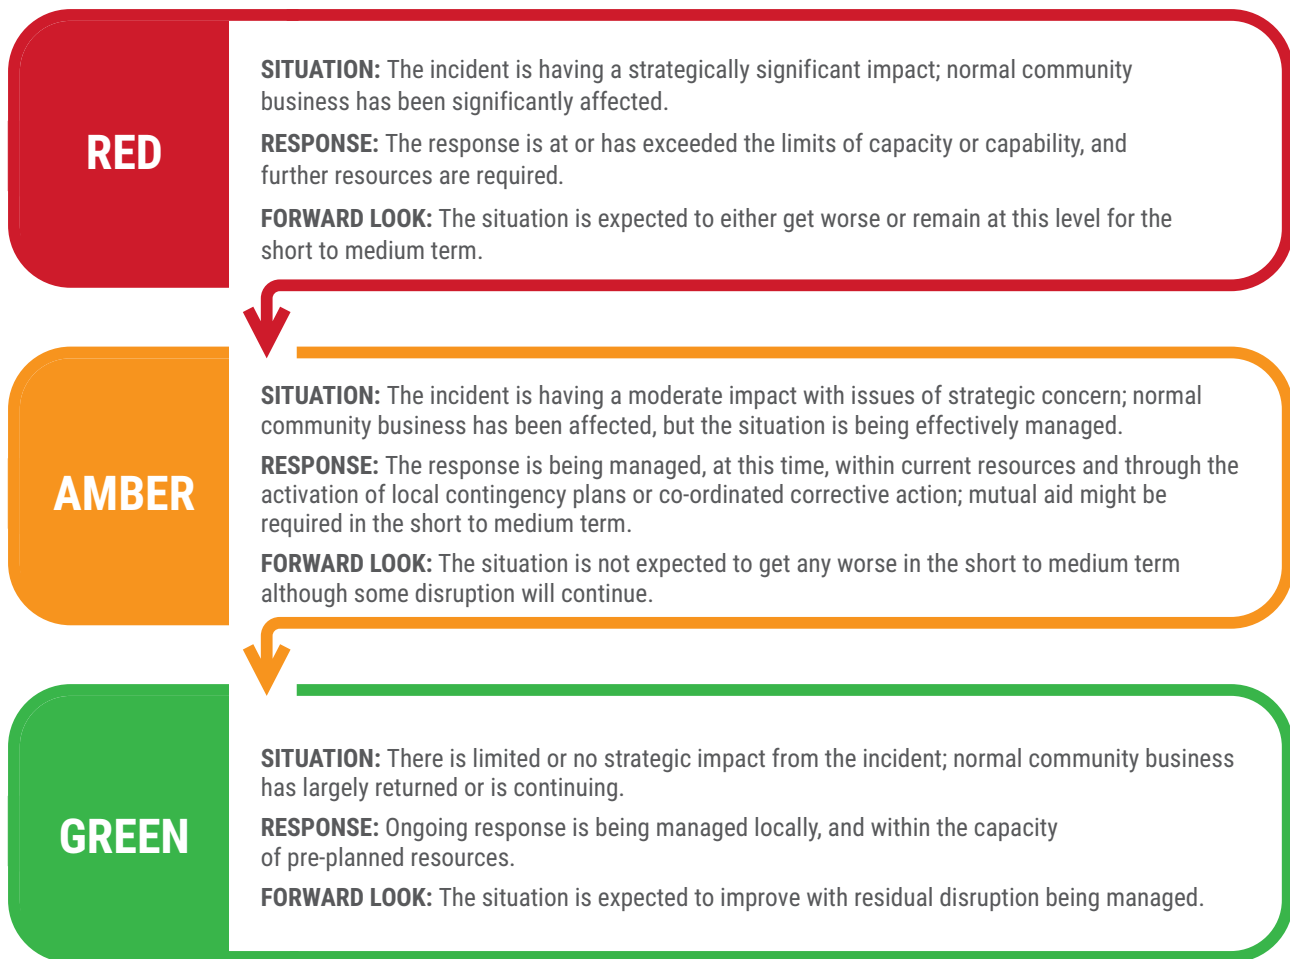 RED
SITUATION: The incident is having a strategically significant impact; normal community
business has been significantly affected.
RESPONSE: The response is at or has exceeded the limits of capacity or capability, and
further resources are required.
FORWARD LOOK: The situation is expected to either get worse or remain at this level for the
short to medium term.
AMBER
SITUATION: The incident is having a moderate impact with issues of strategic concern; normal
community business has been affected, but the situation is being effectively managed.
RESPONSE: The response is being managed, at this time, within current resources and through the
activation of local contingency plans or co-ordinated corrective action; mutual aid might be
required in the short to medium term.
FORWARD LOOK: The situation is not expected to get any worse in the short to medium term
although some disruption will continue.
GREEN
SITUATION: There is limited or no strategic impact from the incident; normal community business
has largely returned or is continuing.
RESPONSE: Ongoing response is being managed locally, and within the capacity
of pre-planned resources.
FORWARD LOOK: The situation is expected to improve with residual disruption being managed.